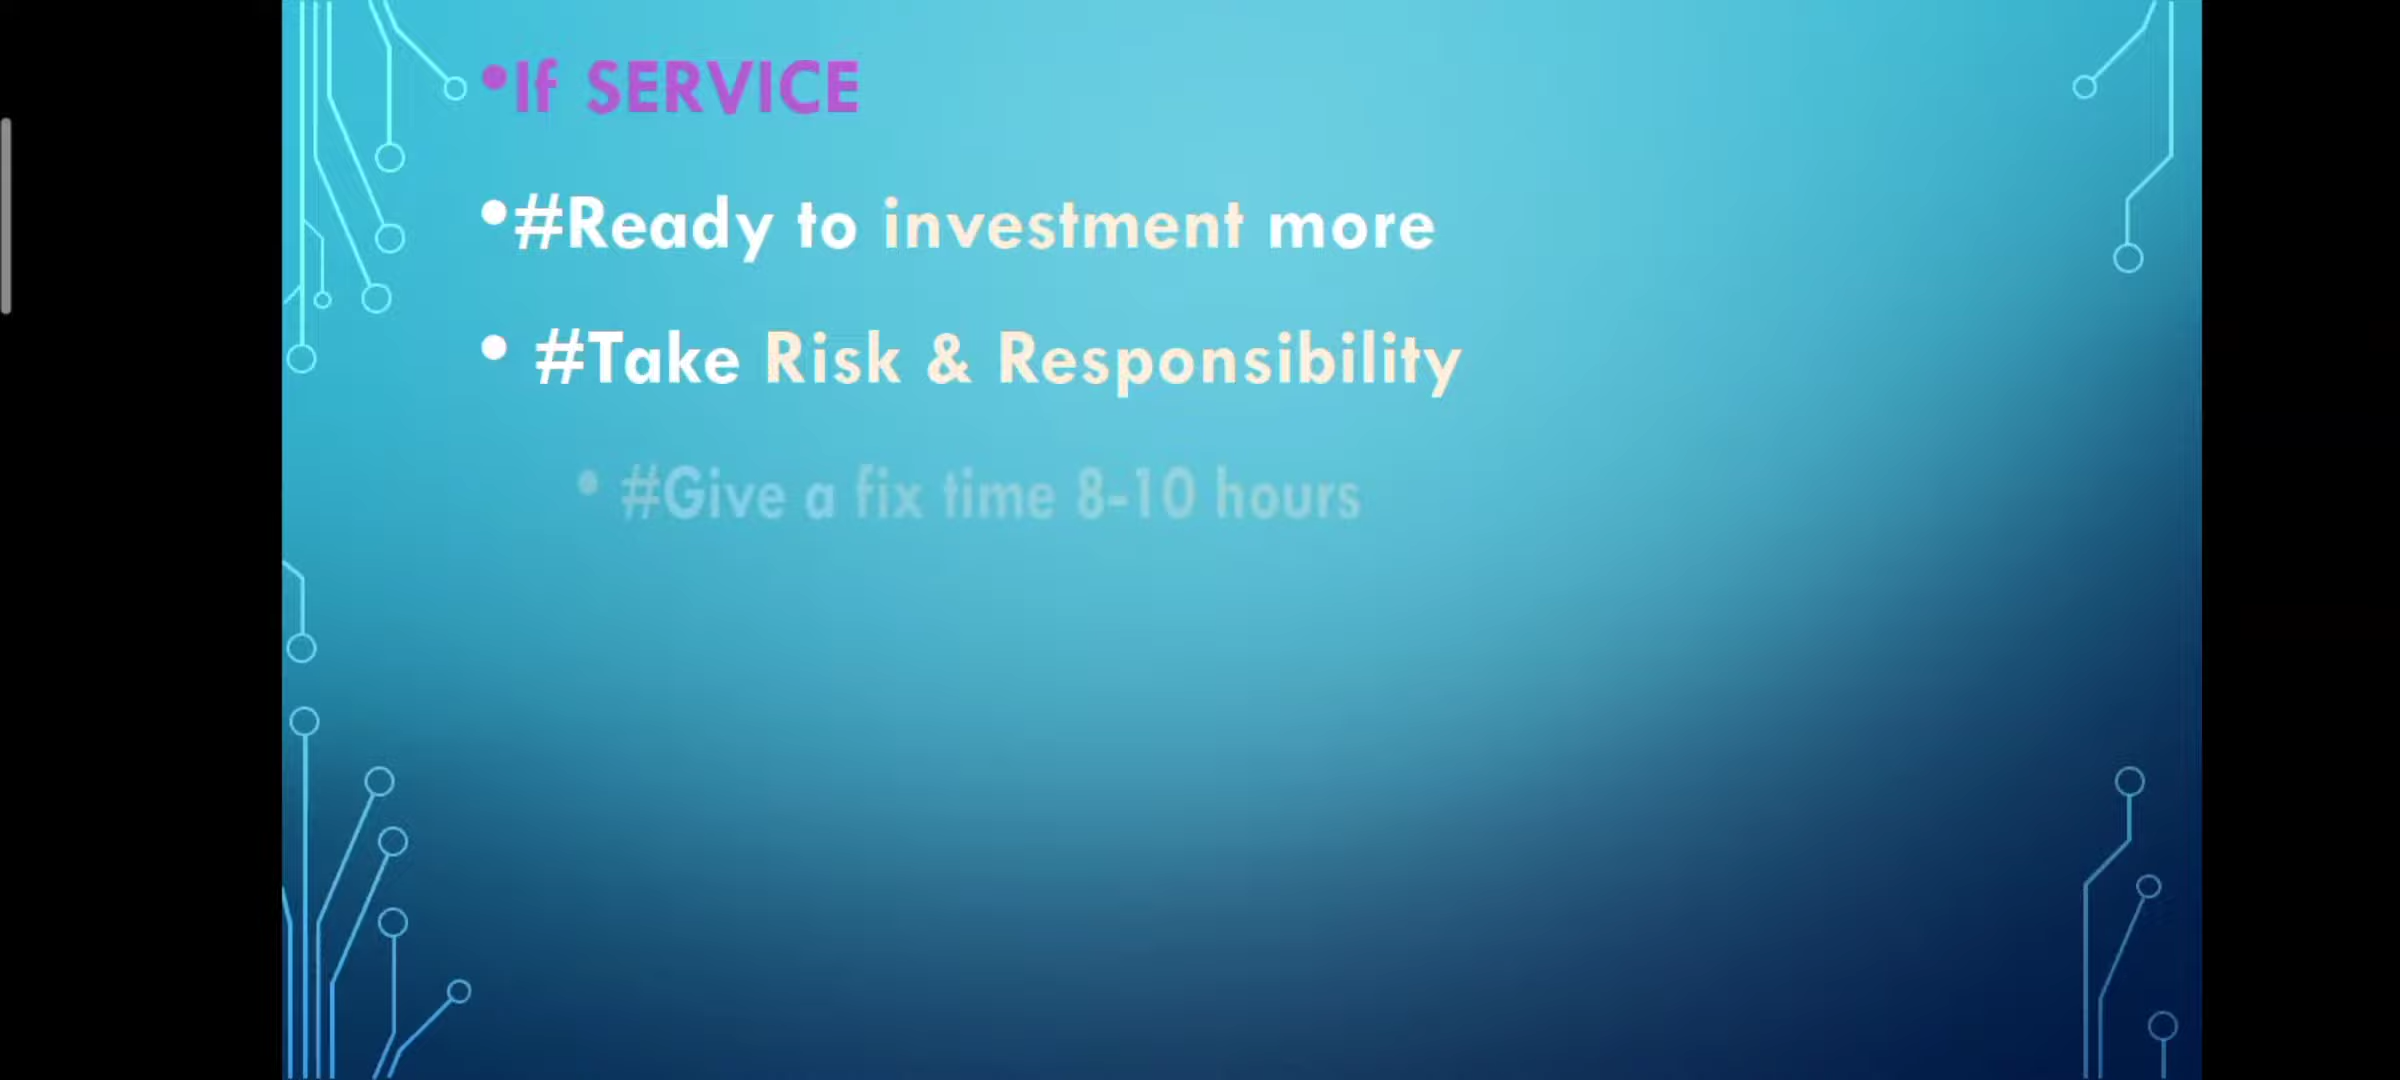 •If SERVICE
•#Ready to investment more
• #Take Risk & Responsibility
• #Give a fix time 8-10 hours